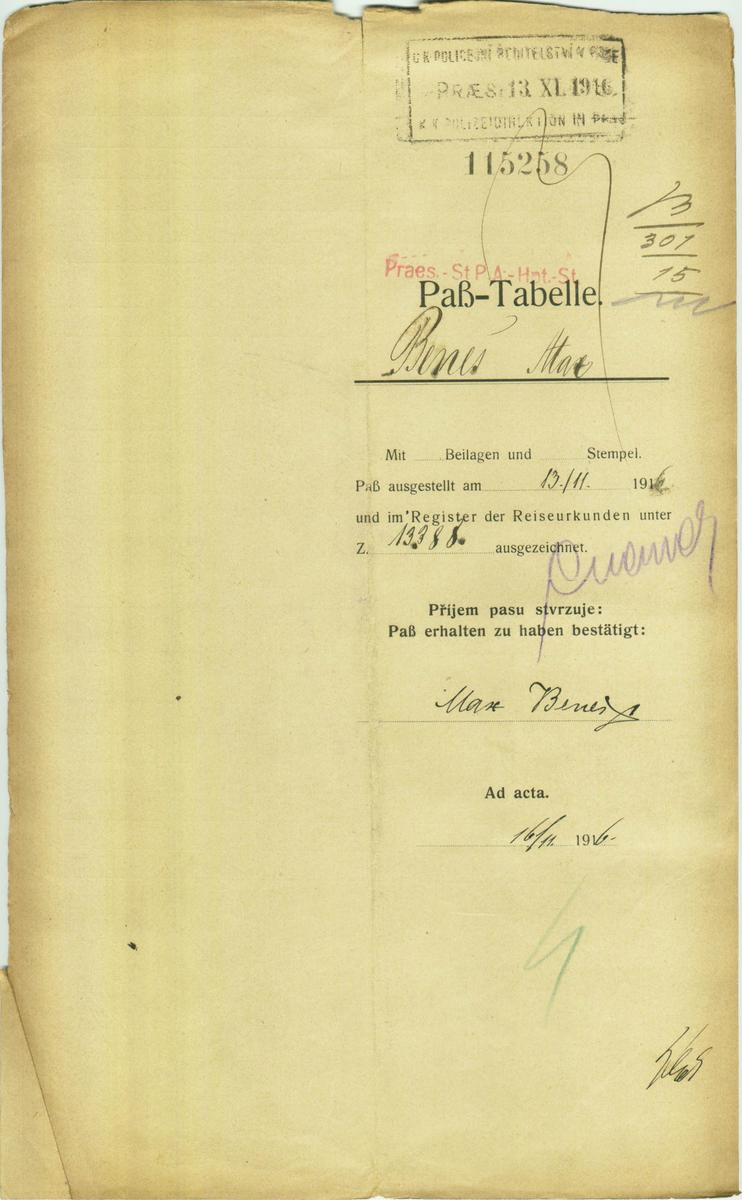 C. K. POLICEJNÍ ŘEDITELSTVÍ V PRAZE
PRÆS. 13. XI. 1916
K. K. POLIZEIDIREKTION IN PRAG
115258
13
301
15
Praes.-St P.A.-Hpt.-St.
Paß-Tabelle.
Beneš Max
Mit Beilagen und Stempel.
Paß ausgestellt am 13./11. 1916
und im Register der Reiseurkunden unter
Z. 13388. ausgezeichnet.
Příjem pasu stvrzuje:
Paß erhalten zu haben bestätigt:
Max Beneš
Ad acta.
16/11. 1916.